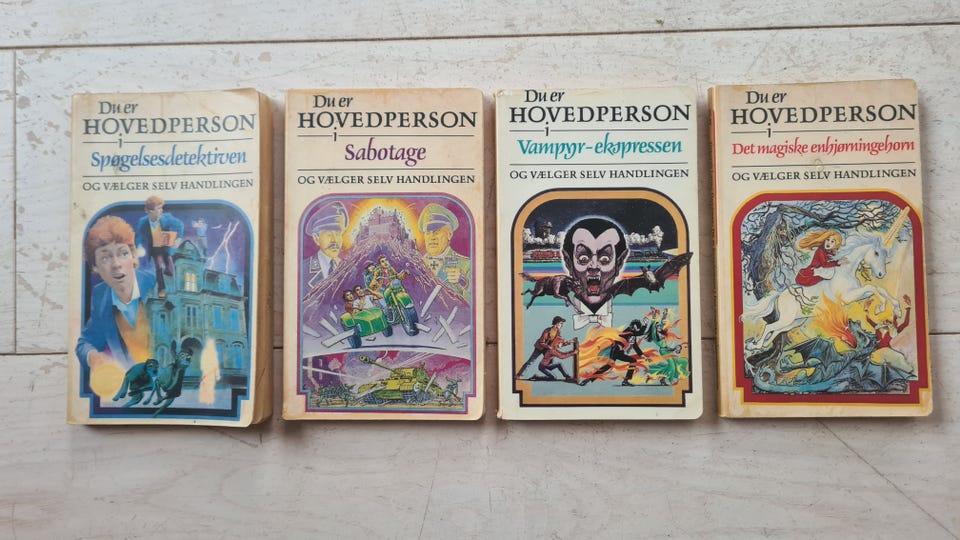 Du er
HOVEDPERSON
i
Spøgelsesdetektiven
OG VÆLGER SELV HANDLINGEN
Du er
HOVEDPERSON
i
Sabotage
OG VÆLGER SELV HANDLINGEN
Du er
HOVEDPERSON
i
Vampyr-ekspressen
OG VÆLGER SELV HANDLINGEN
Du er
HOVEDPERSON
i
Det magiske enhjørningehorn
OG VÆLGER SELV HANDLINGEN